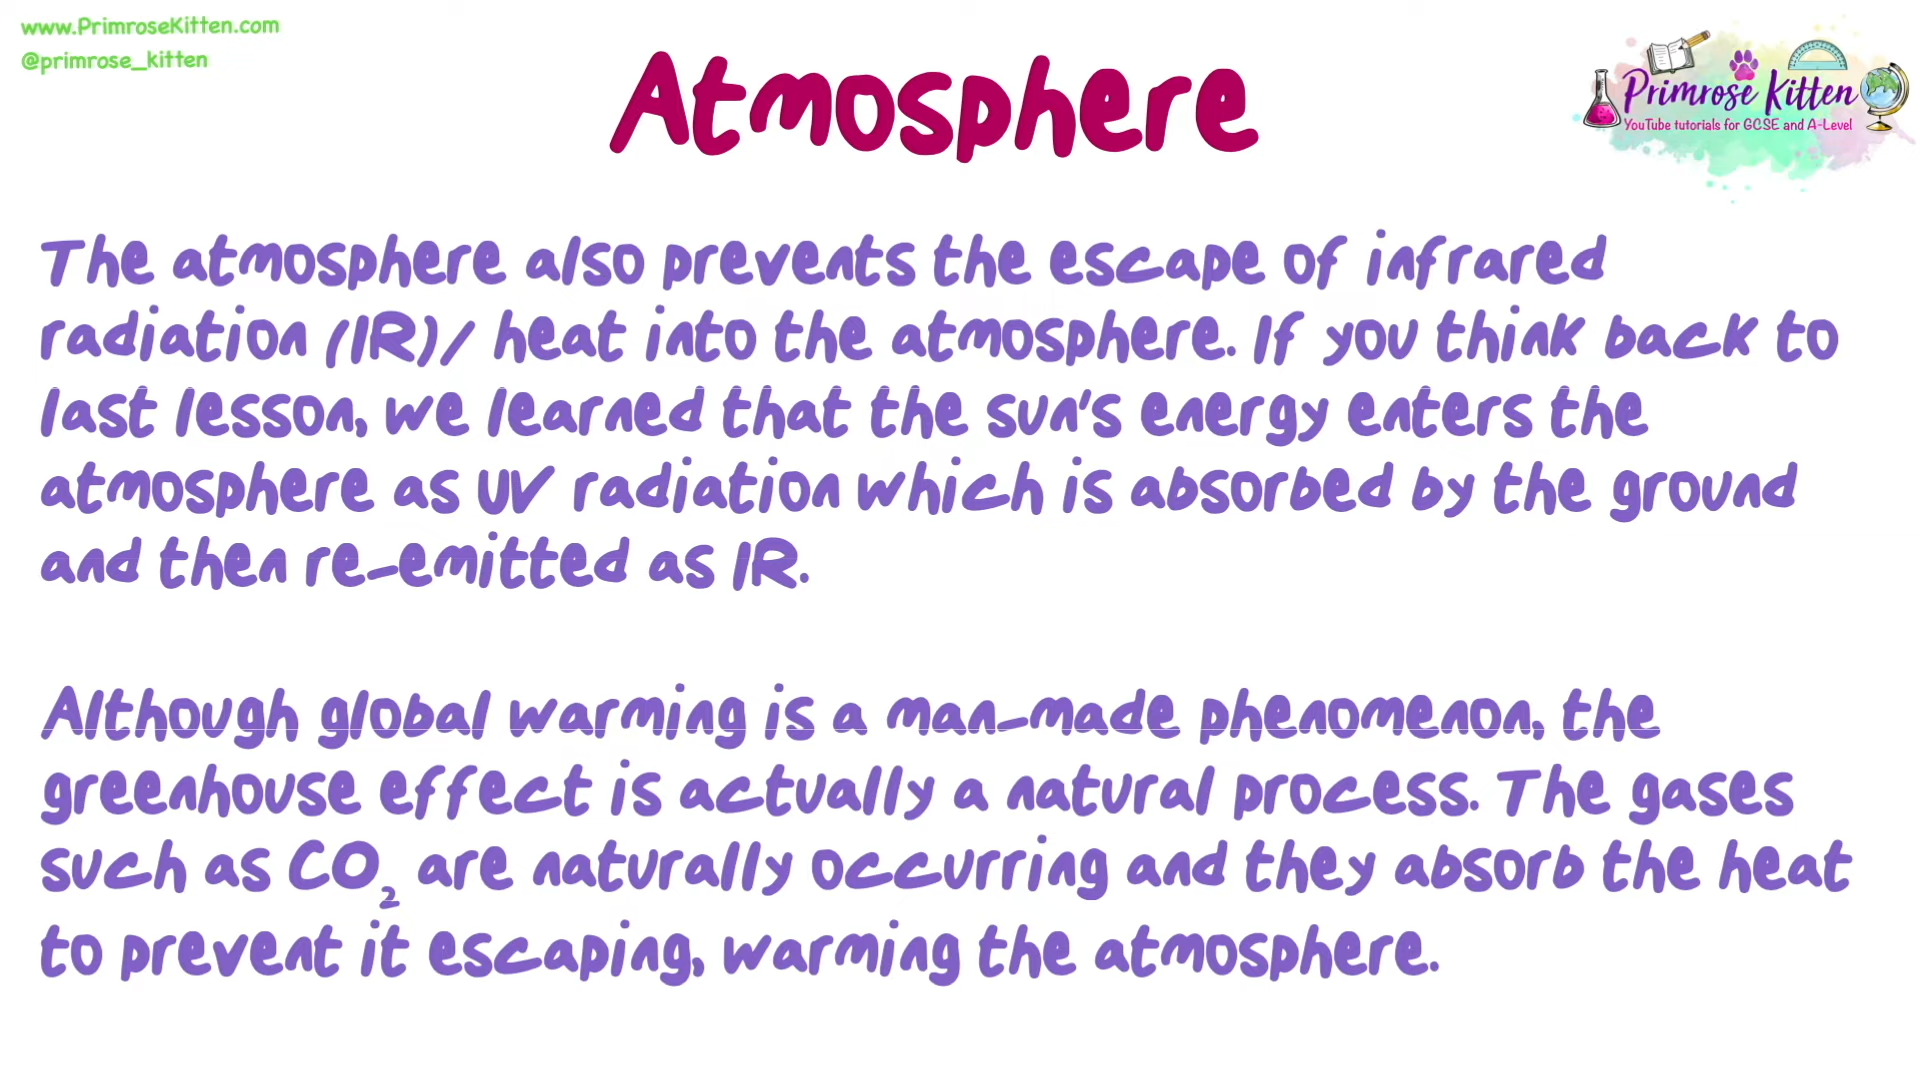 www.PrimroseKitten.com
@primrose_kitten
Atmosphere
Primrose Kitten
YouTube tutorials for GCSE and A-Level
The atmosphere also prevents the escape of infrared
radiation (IR)/ heat into the atmosphere. If you think back to
last lesson, we learned that the sun's energy enters the
atmosphere as UV radiation which is absorbed by the ground
and then re-emitted as IR.
Although global warming is a man-made phenomenon, the
greenhouse effect is actually a natural process. The gases
such as CO₂ are naturally occurring and they absorb the heat
to prevent it escaping, warming the atmosphere.